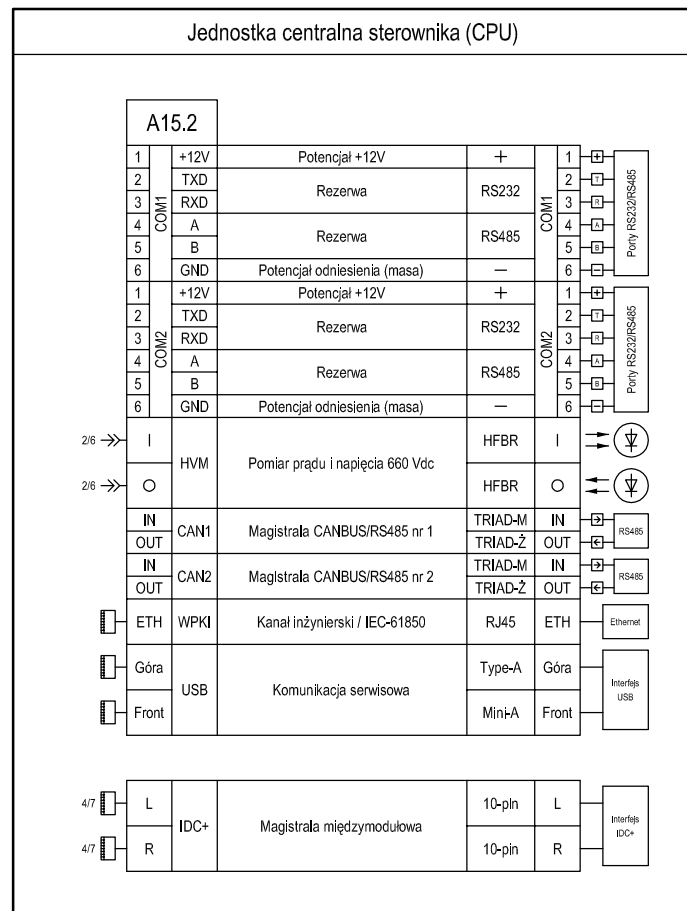 Jednostka centralna sterownika (CPU)
A15.2
1 +12V Potencjał +12V + 1 +
2 TXD Rezerwa RS232 2 T
3 RXD 3 R
4 A Rezerwa RS485 4 A
5 B 5 B
6 GND Potencjał odniesienia (masa) — 6 −
COM1 COM1 Porty RS232/RS485
1 +12V Potencjał +12V + 1 +
2 TXD Rezerwa RS232 2 T
3 RXD 3 R
4 A Rezerwa RS485 4 A
5 B 5 B
6 GND Potencjał odniesienia (masa) — 6 −
COM2 COM2 Porty RS232/RS485
2/6 I HVM Pomiar prądu i napięcia 660 Vdc HFBR I
2/6 O HFBR O
IN CAN1 Magistrala CANBUS/RS485 nr 1 TRIAD-M IN RS485
OUT TRIAD-Ż OUT
IN CAN2 Magistrala CANBUS/RS485 nr 2 TRIAD-M IN RS485
OUT TRIAD-Ż OUT
ETH WPKI Kanał inżynierski / IEC-61850 RJ45 ETH Ethernet
Góra USB Komunikacja serwisowa Type-A Góra Interfejs USB
Front Mini-A Front
4/7 L IDC+ Magistrala międzymodułowa 10-pin L Interfejs IDC+
4/7 R 10-pin R